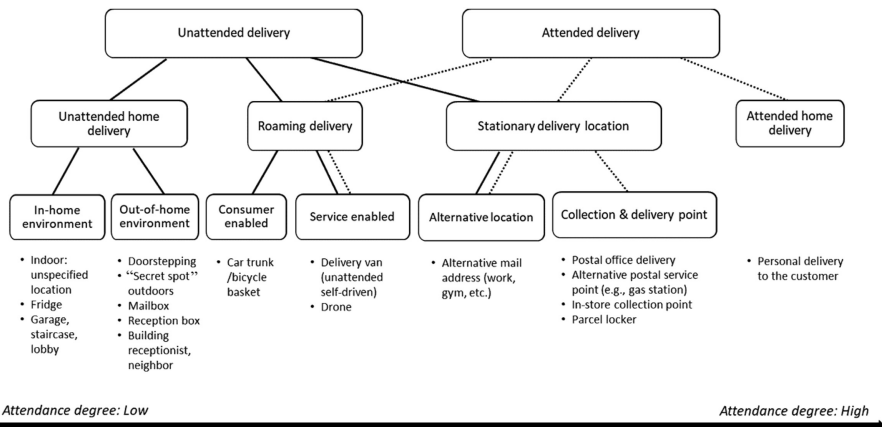 Unattended delivery
Attended delivery
Unattended home
delivery
Roaming delivery
Stationary delivery location
Attended home
delivery
In-home
environment
Out-of-home
environment
Consumer
enabled
Service enabled
Alternative location
Collection & delivery point
• Indoor:
unspecified
location
• Fridge
• Garage,
staircase,
lobby
• Doorstepping
• “Secret spot”
outdoors
• Mailbox
• Reception box
• Building
receptionist,
neighbor
• Car trunk
/bicycle
basket
• Delivery van
(unattended
self-driven)
• Drone
• Alternative mail
address (work,
gym, etc.)
• Postal office delivery
• Alternative postal service
point (e.g., gas station)
• In-store collection point
• Parcel locker
• Personal delivery
to the customer
Attendance degree: Low
Attendance degree: High